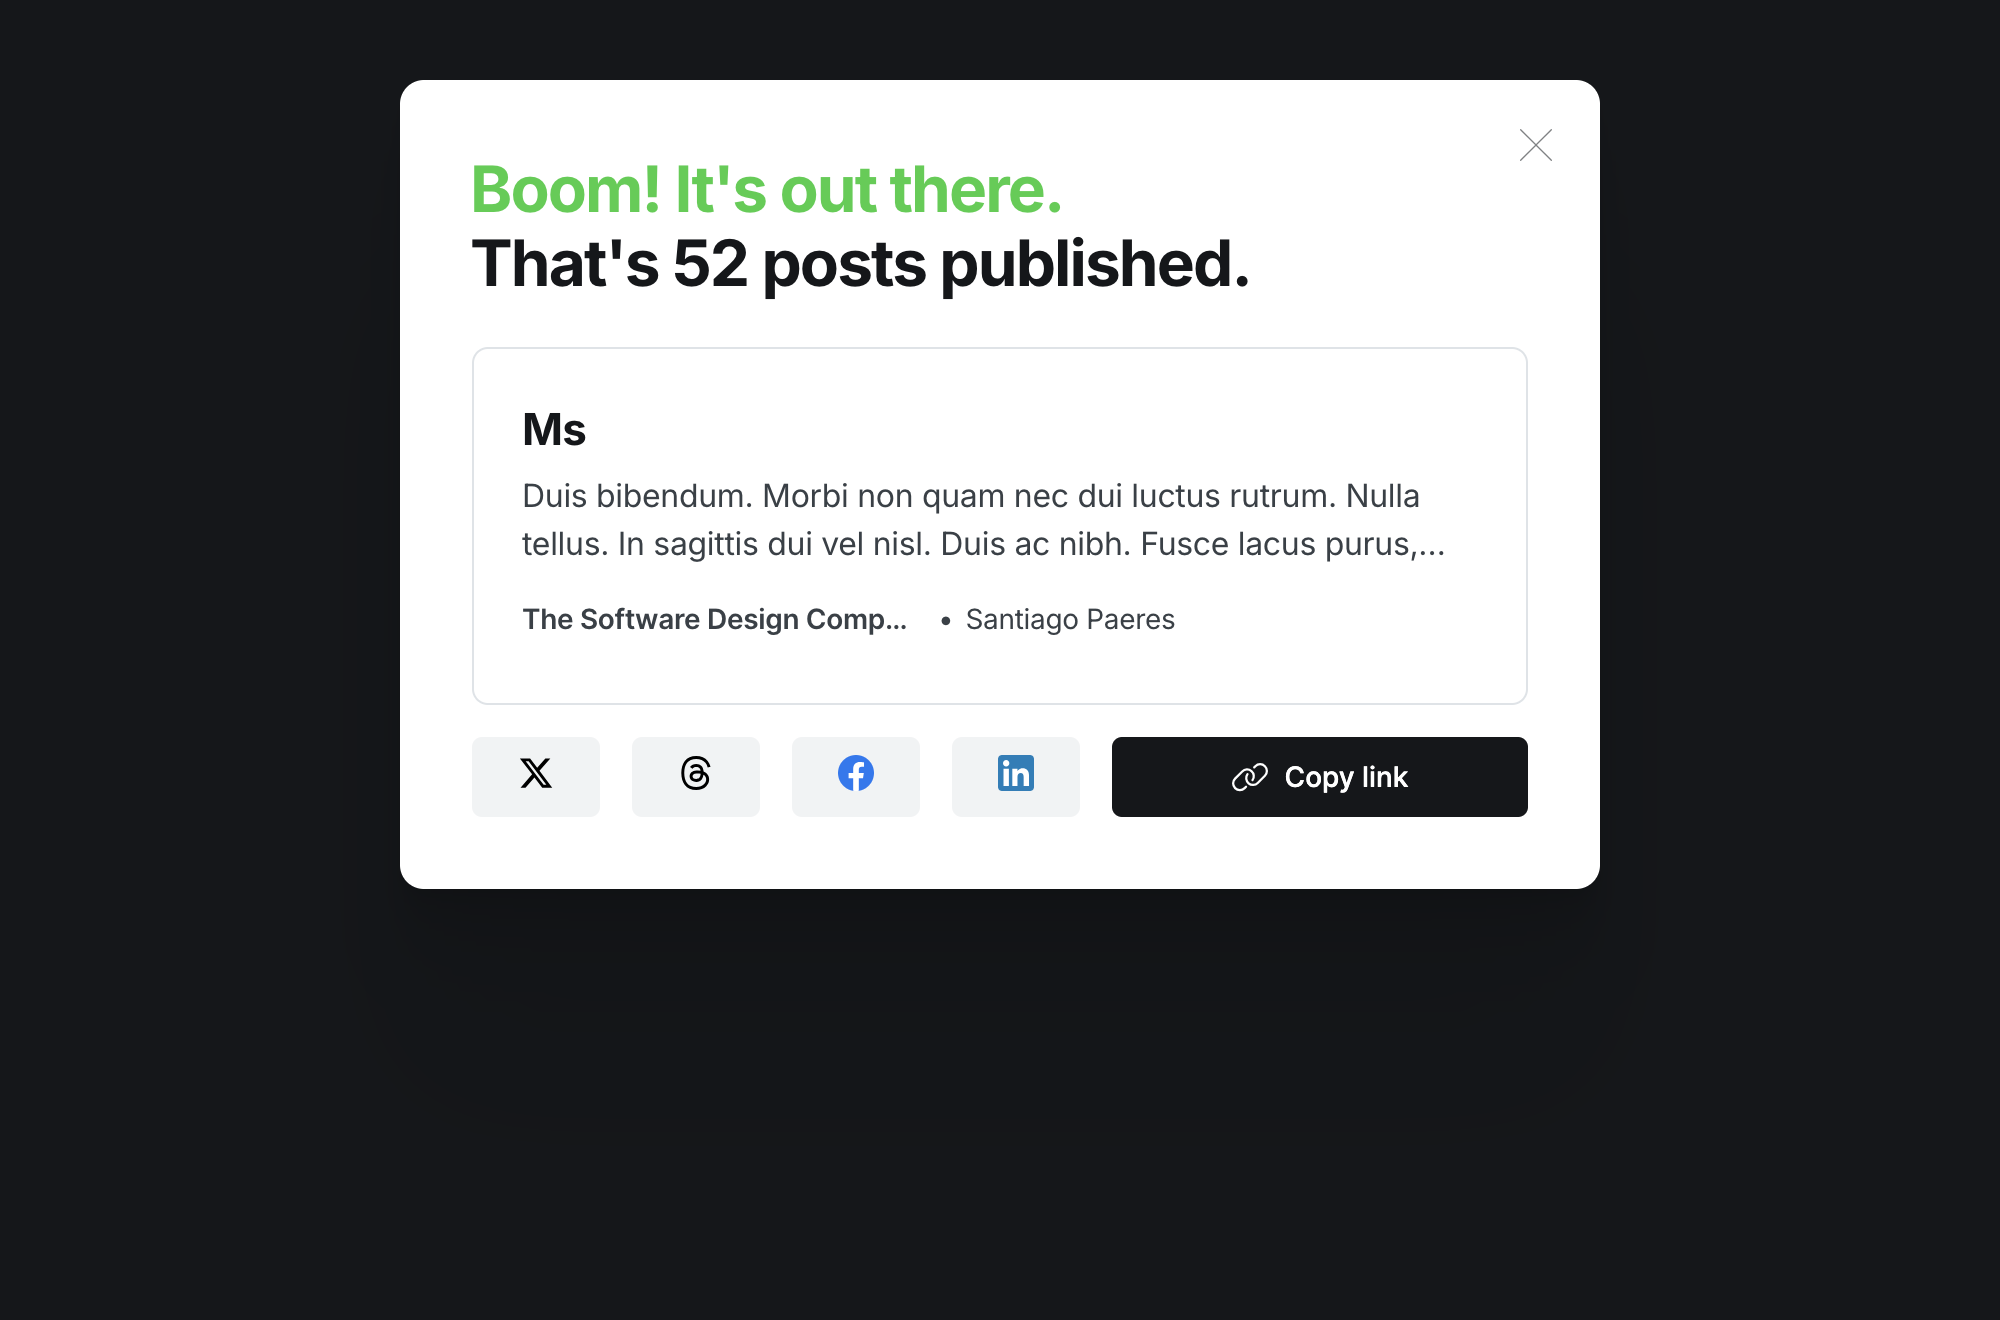 Boom! It's out there.
That's 52 posts published.
Ms
Duis bibendum. Morbi non quam nec dui luctus rutrum. Nulla
tellus. In sagittis dui vel nisl. Duis ac nibh. Fusce lacus purus,...
The Software Design Comp... • Santiago Paeres
Copy link